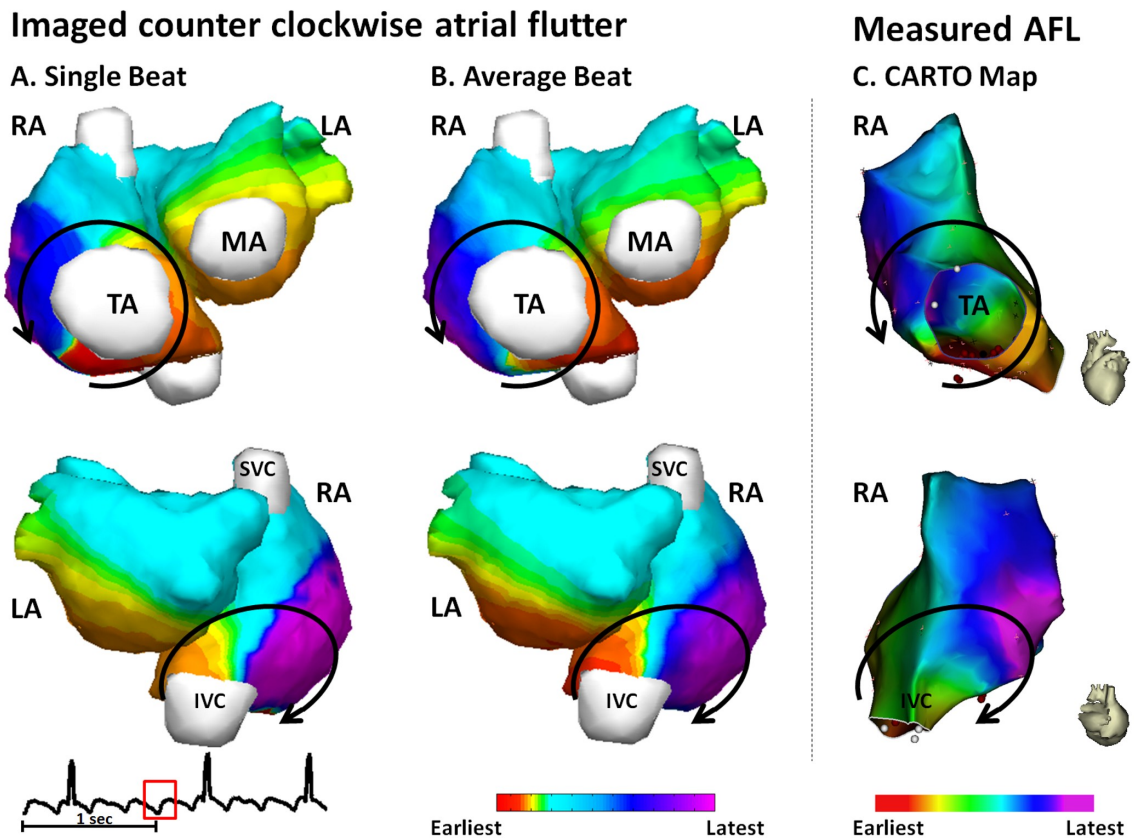 Imaged counter clockwise atrial flutter
Measured AFL
A. Single Beat
B. Average Beat
C. CARTO Map
RA
LA
RA
LA
RA
MA
MA
TA
TA
TA
SVC
RA
SVC
RA
RA
LA
LA
IVC
IVC
IVC
1 sec
Earliest
Latest
Earliest
Latest